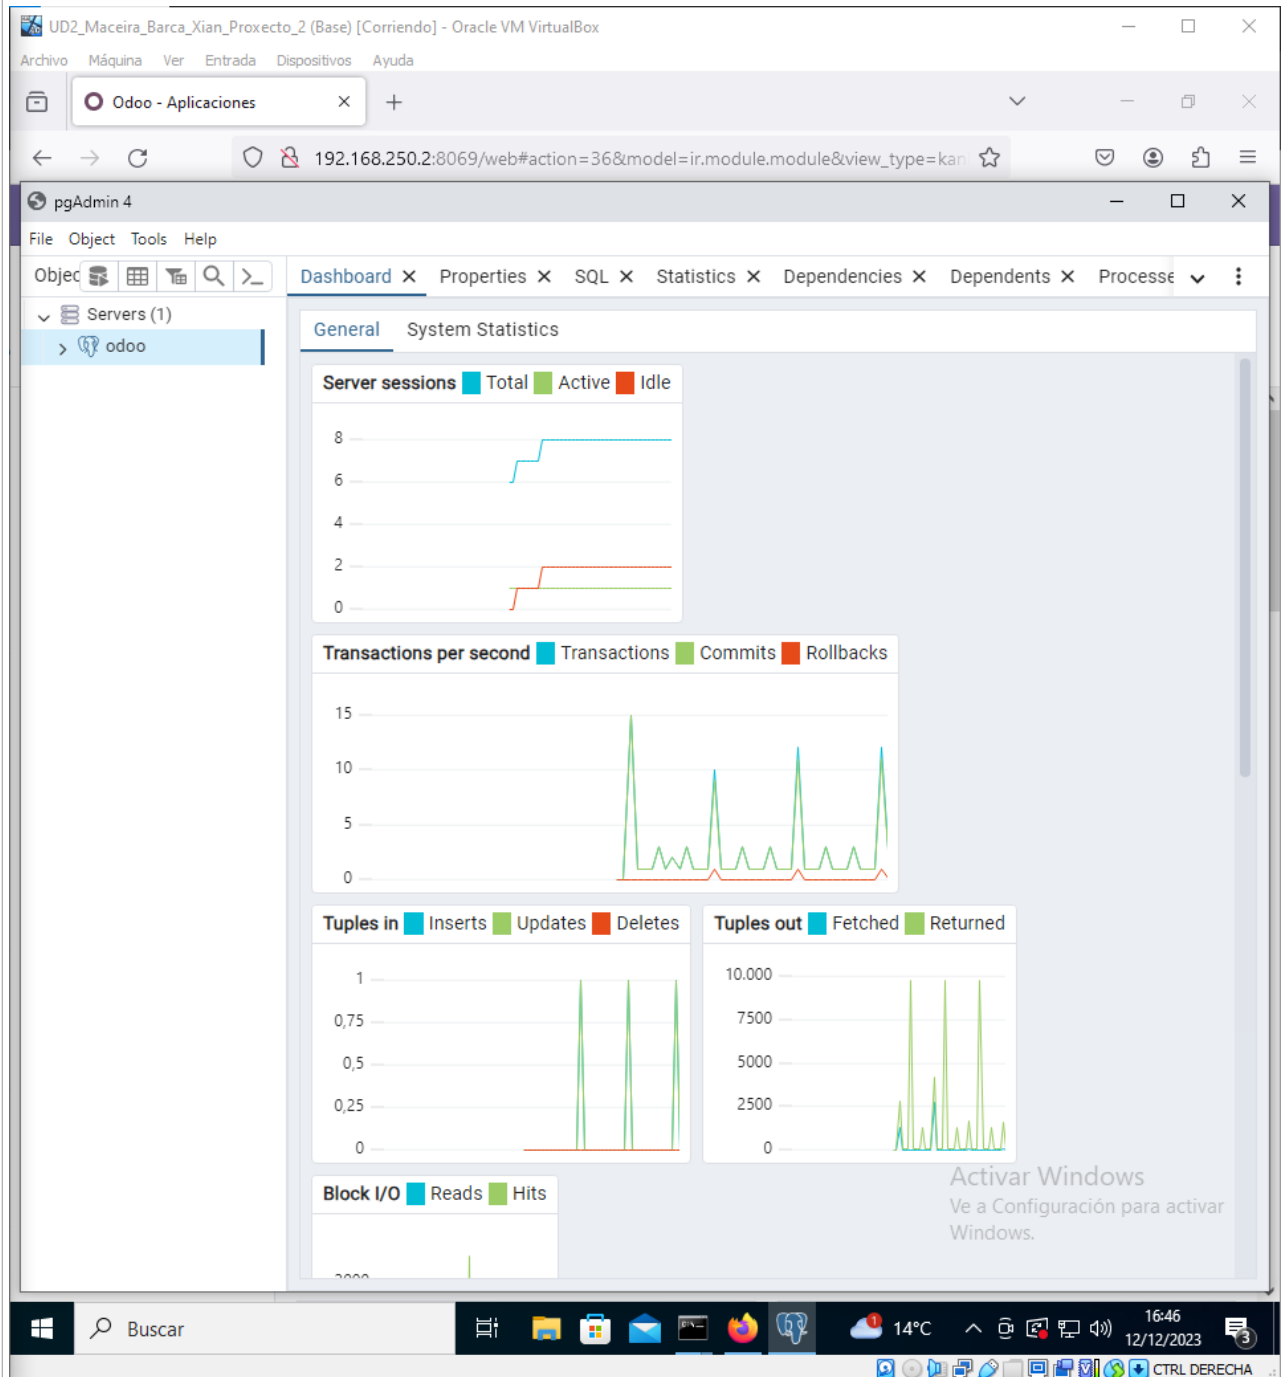 UD2_Maceira_Barca_Xian_Proxecto_2 (Base) [Corriendo] - Oracle VM VirtualBox
Archivo Máquina Ver Entrada Dispositivos Ayuda
Odoo - Aplicaciones
192.168.250.2:8069/web#action=36&model=ir.module.module&view_type=kan
pgAdmin 4
File Object Tools Help
Objec
Dashboard Properties SQL Statistics Dependencies Dependents Processe
Servers (1)
odoo
General System Statistics
Server sessions Total Active Idle
8
6
4
2
0
Transactions per second Transactions Commits Rollbacks
15
10
5
0
Tuples in Inserts Updates Deletes
1
0,75
0,5
0,25
0
Tuples out Fetched Returned
10.000
7500
5000
2500
0
Block I/O Reads Hits
Activar Windows
Ve a Configuración para activar
Windows.
Buscar
1
14°C
16:46
12/12/2023
3
CTRL DERECHA